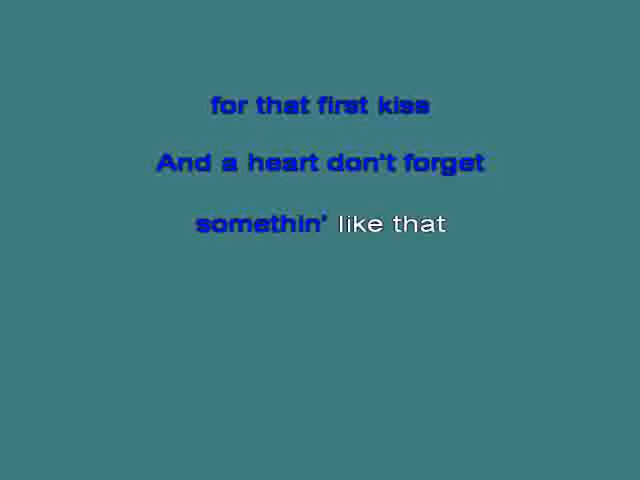 for that first kiss
And a heart don't forget
somethin' like that